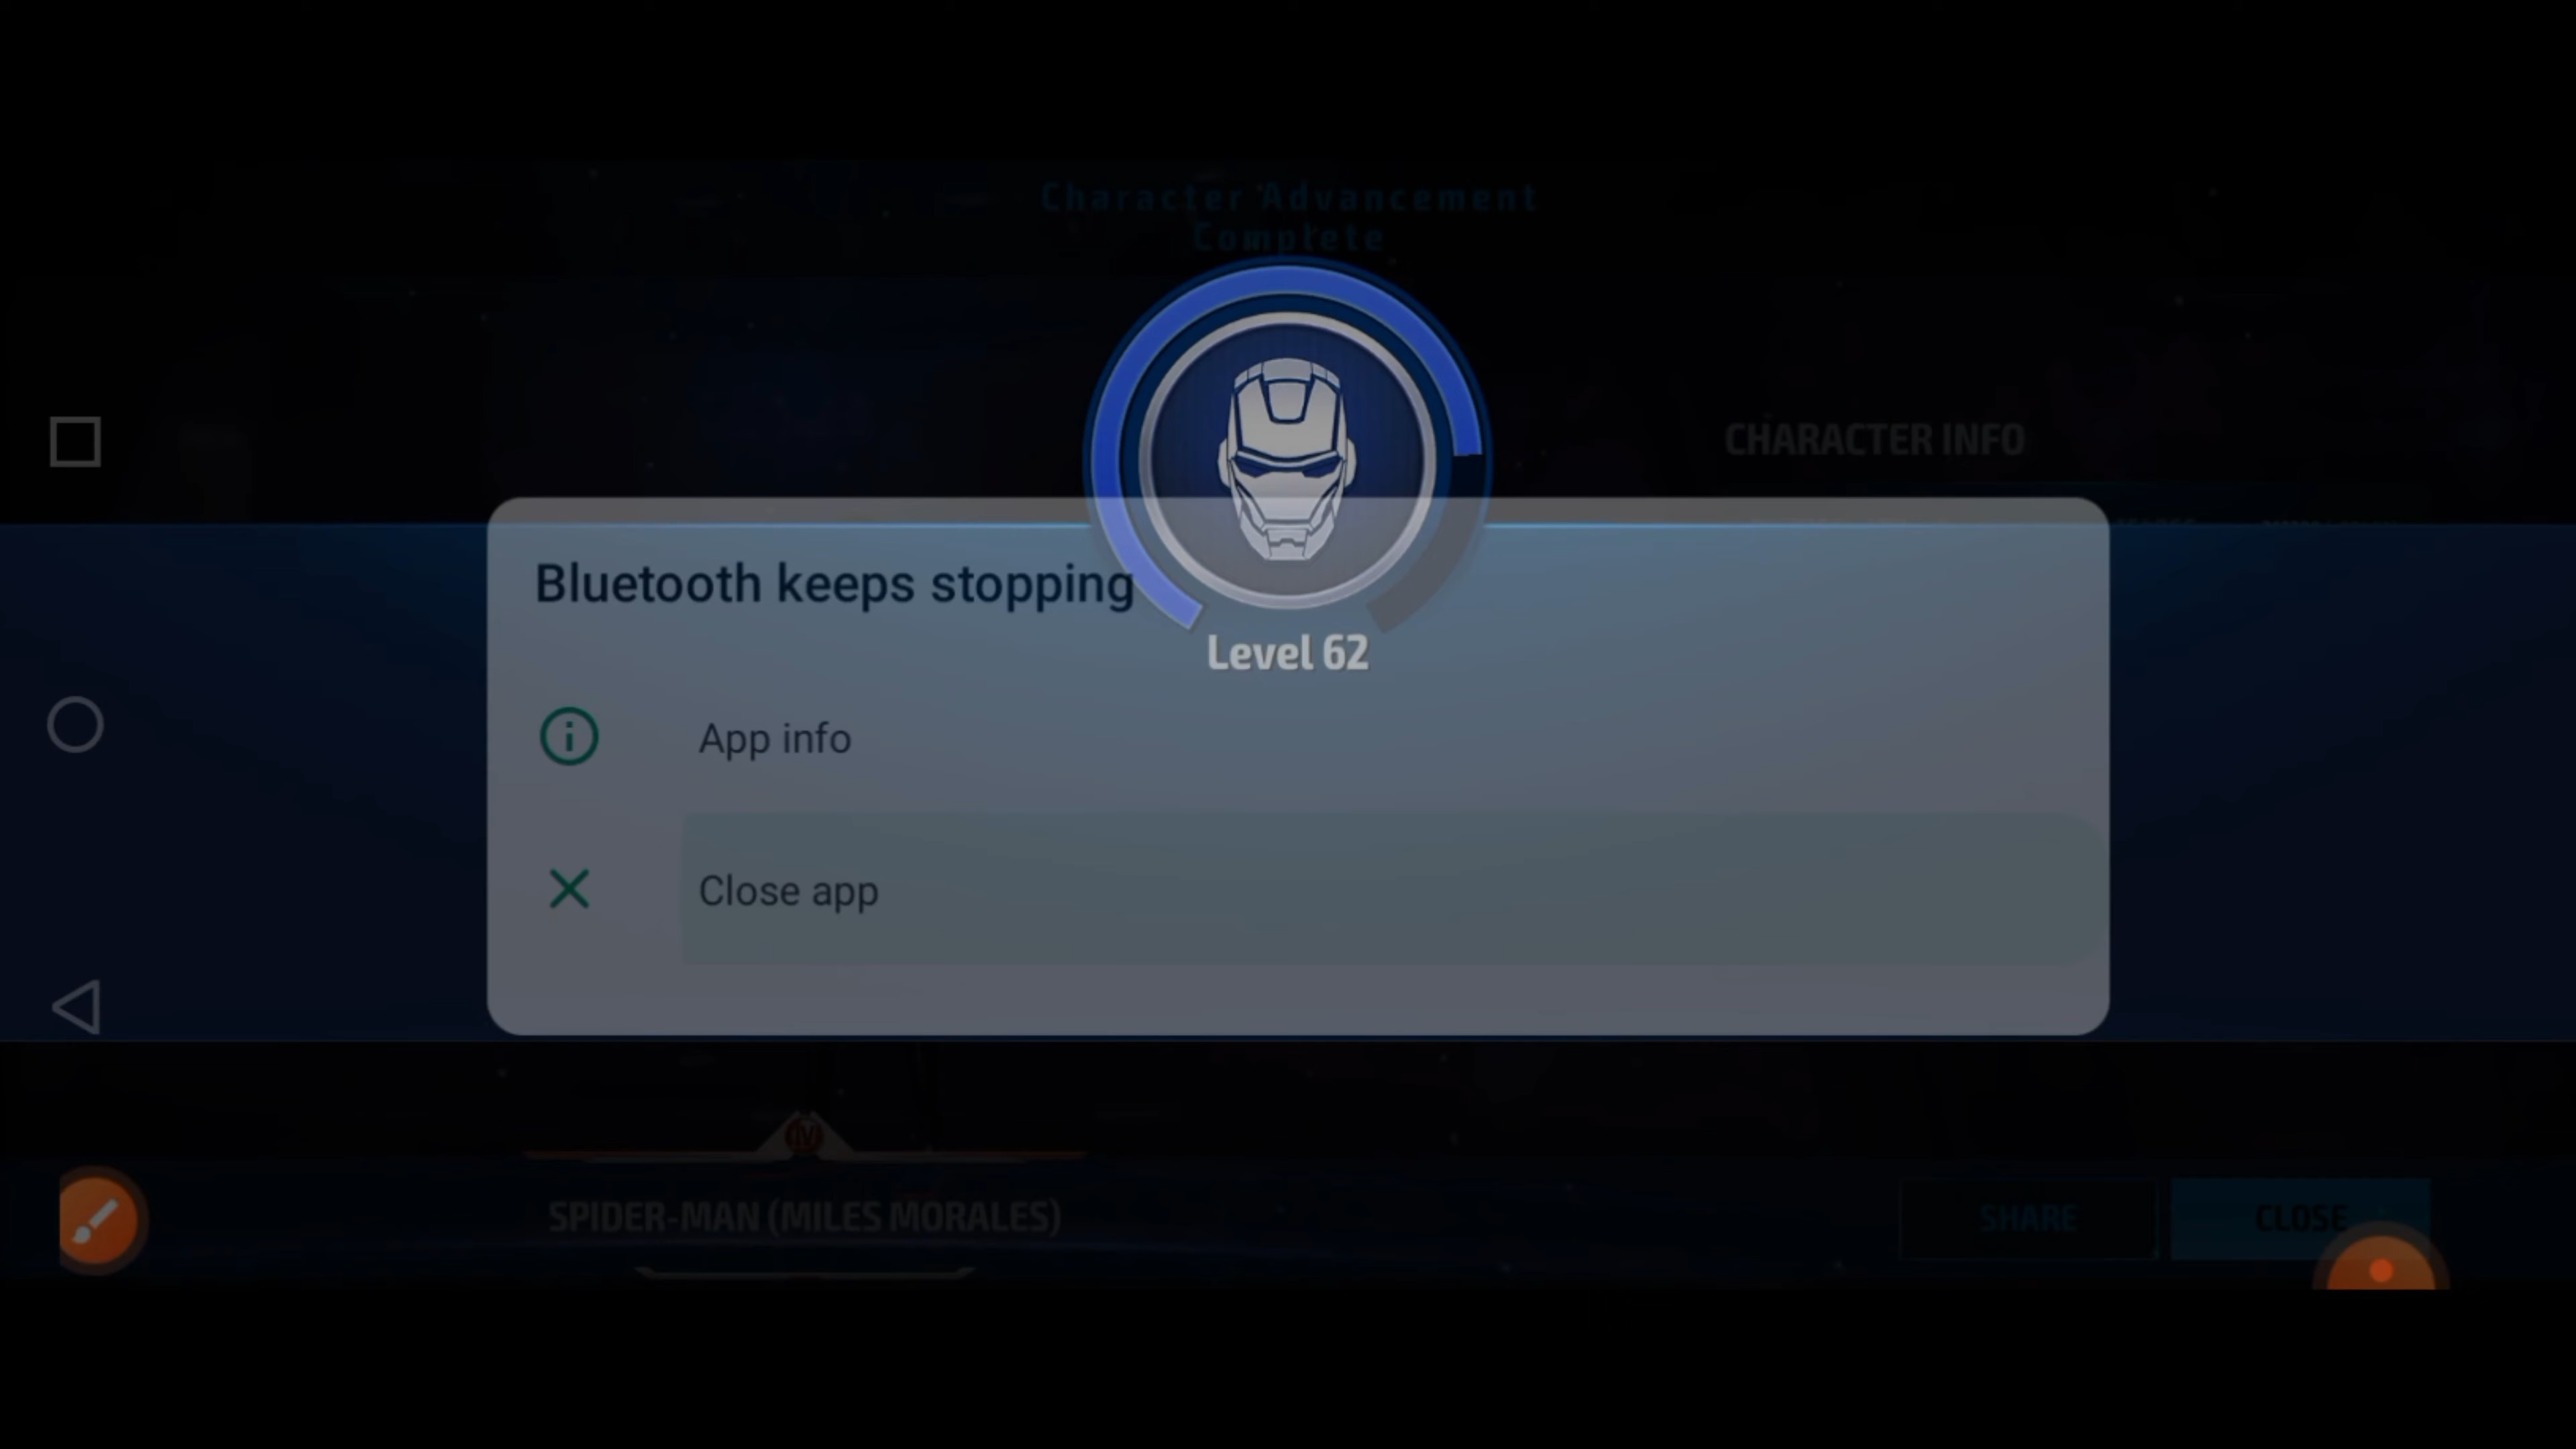 Character Advancement
Complete
CHARACTER INFO
Bluetooth keeps stopping
Level 62
App info
Close app
SPIDER-MAN (MILES MORALES)
SHARE
CLOSE